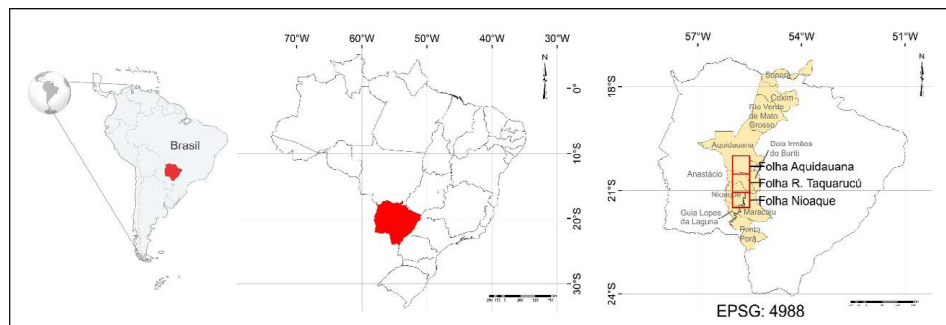 Brasil
70°W 60°W 50°W 40°W 30°W
N
0°
10°S
20°S
30°S
57°W 54°W 51°W
N
18°S
21°S
24°S
Sonora
Coxim
Rio Verde
de Mato
Grosso
Aquidauana
Dois Irmãos
do Buriti
Folha Aquidauana
Anastácio
Folha R. Taquarucú
Nioaque
Folha Nioaque
Guia Lopes
da Laguna
Maracaju
Ponta
Porã
EPSG: 4988